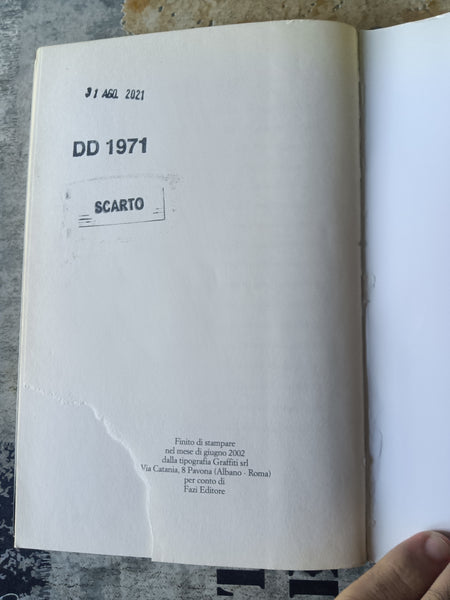 31 AGO. 2021
DD 1971
SCARTO
Finito di stampare
nel mese di giugno 2002
dalla tipografia Graffiti srl
Via Catania, 8 Pavona (Albano - Roma)
per conto di
Fazi Editore